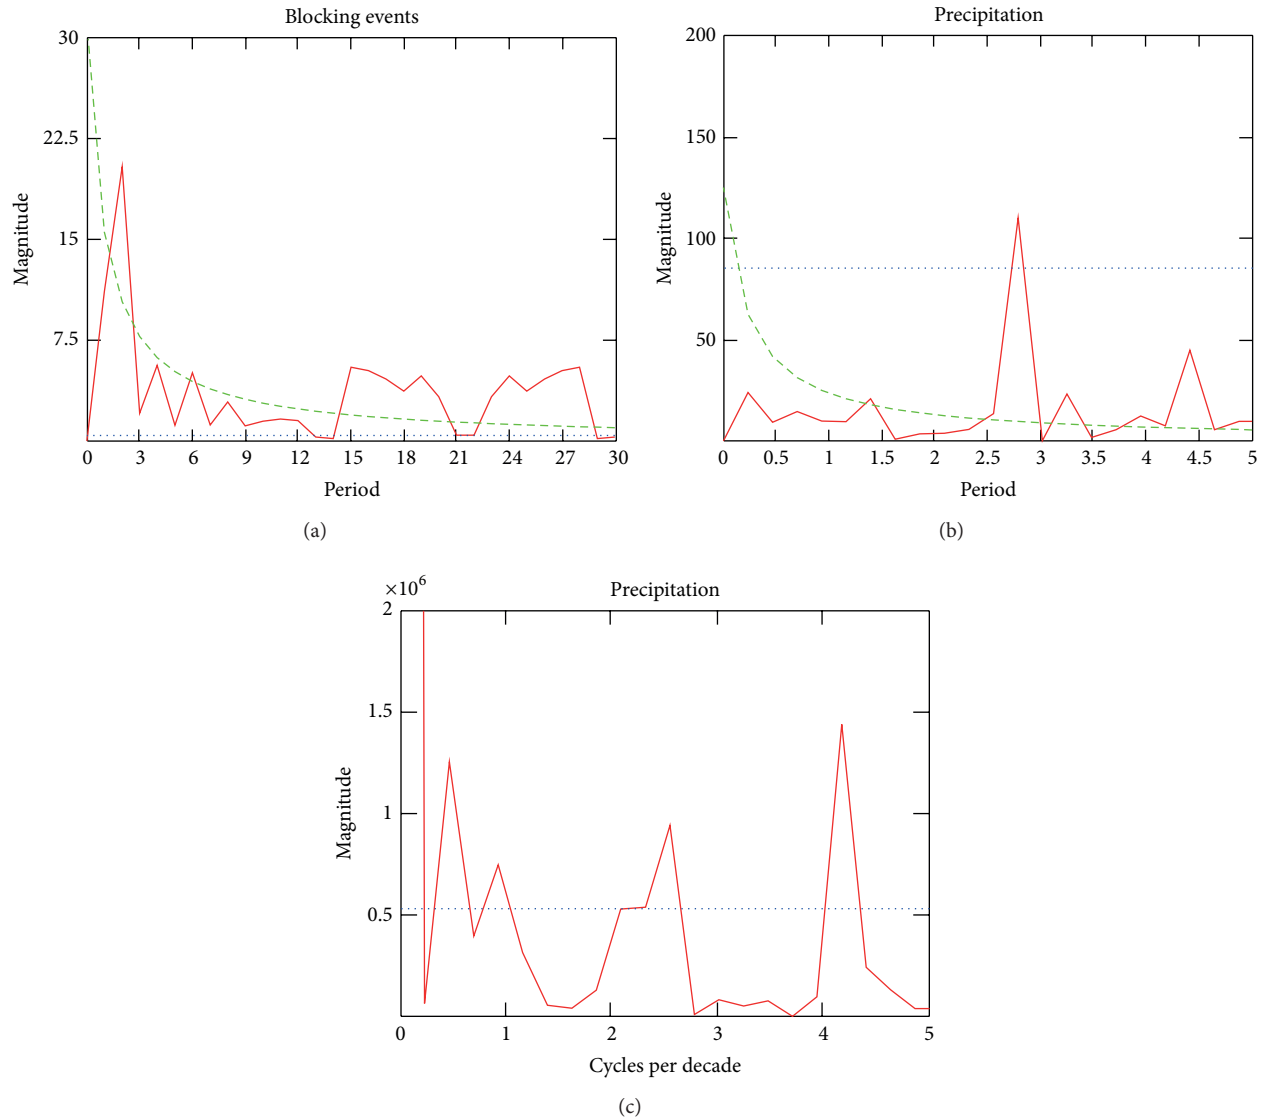 Blocking events
30
22.5
15
7.5
Magnitude
0 3 6 9 12 15 18 21 24 27 30
Period
(a)
Precipitation
200
150
100
50
Magnitude
0 0.5 1 1.5 2 2.5 3 3.5 4 4.5 5
Period
(b)
×10⁶
Precipitation
2
1.5
1
0.5
Magnitude
0 1 2 3 4 5
Cycles per decade
(c)